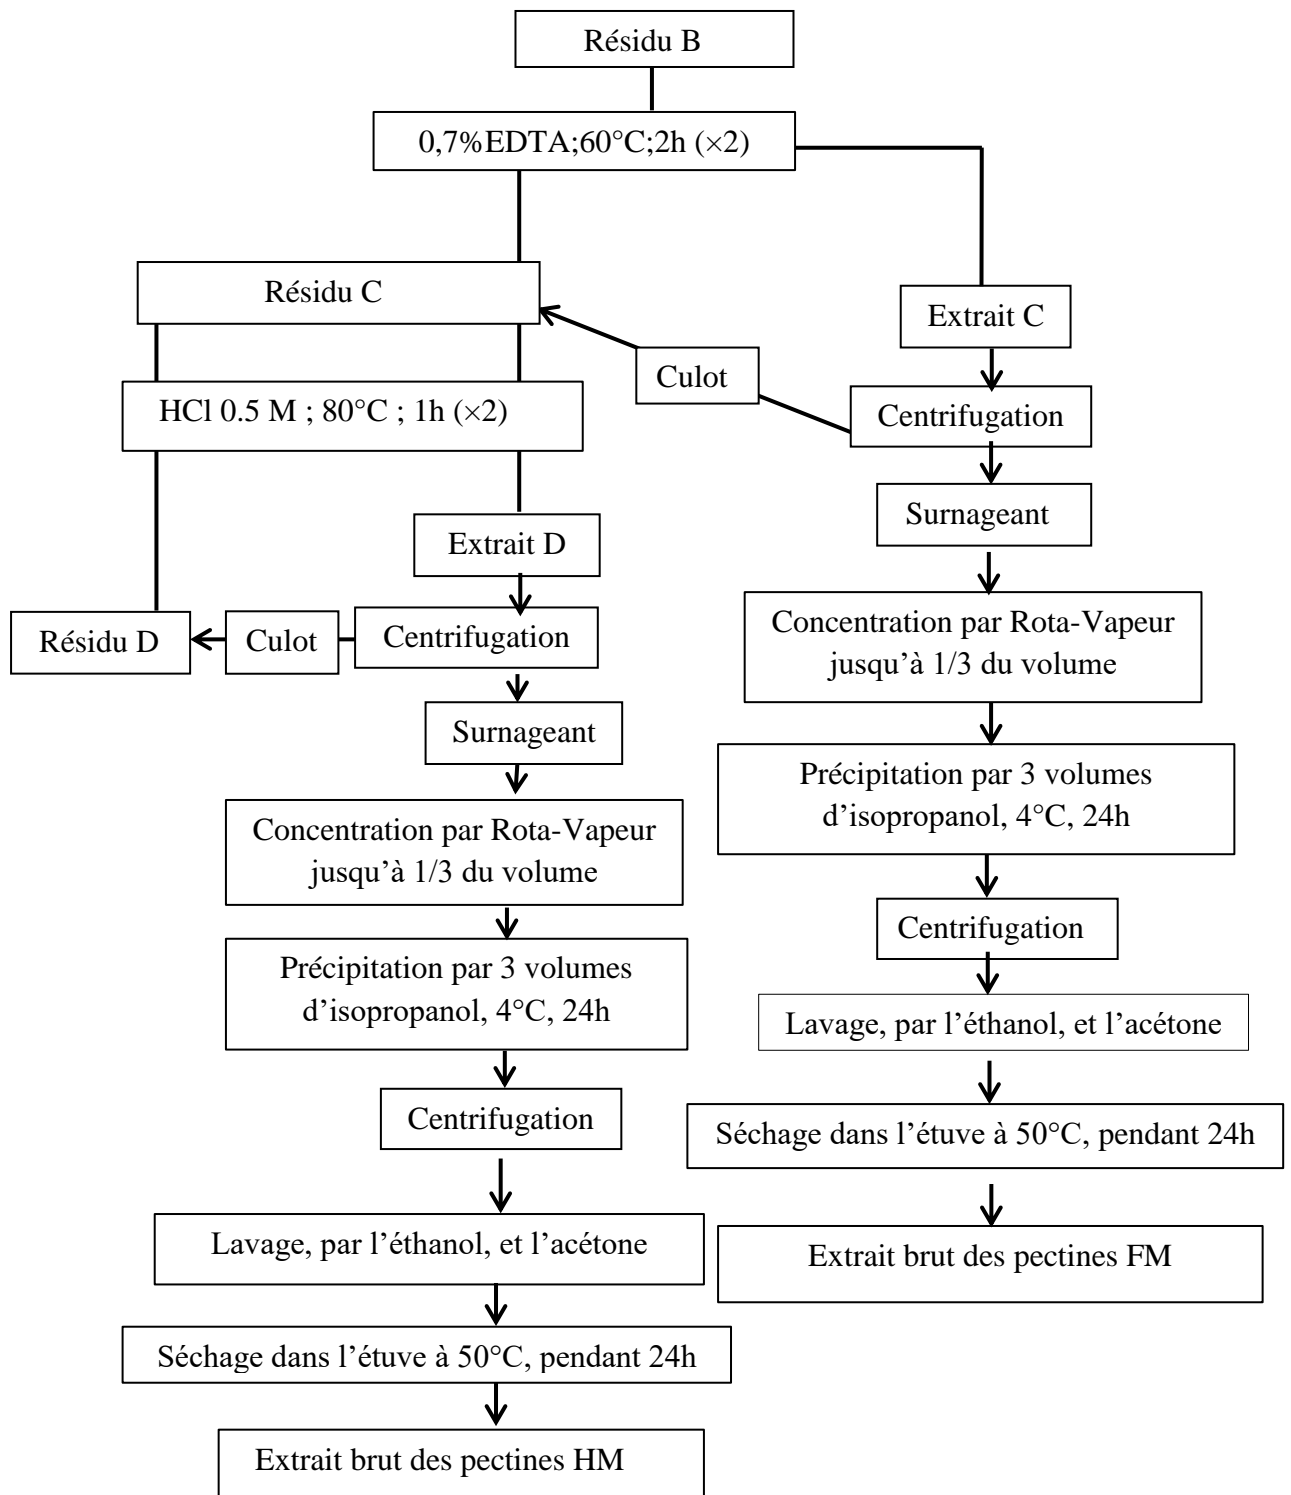 Résidu B
0,7%EDTA;60°C;2h (×2)
Résidu C
Extrait C
Culot
HCl 0.5 M ; 80°C ; 1h (×2)
Centrifugation
Surnageant
Extrait D
Résidu D
Culot
Centrifugation
Concentration par Rota-Vapeur
jusqu’à 1/3 du volume
Surnageant
Précipitation par 3 volumes
d’isopropanol, 4°C, 24h
Concentration par Rota-Vapeur
jusqu’à 1/3 du volume
Centrifugation
Précipitation par 3 volumes
d’isopropanol, 4°C, 24h
Lavage, par l’éthanol, et l’acétone
Centrifugation
Séchage dans l’étuve à 50°C, pendant 24h
Lavage, par l’éthanol, et l’acétone
Extrait brut des pectines FM
Séchage dans l’étuve à 50°C, pendant 24h
Extrait brut des pectines HM